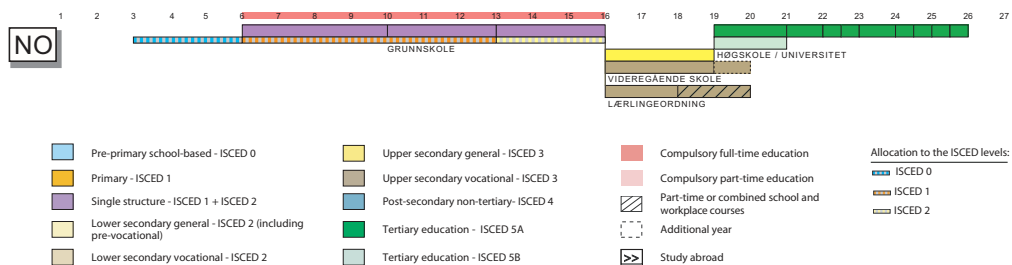 1 2 3 4 5 6 7 8 9 10 11 12 13 14 15 16 17 18 19 20 21 22 23 24 25 26 27
NO
GRUNNSKOLE
HØGSKOLE / UNIVERSITET
VIDEREGÅENDE SKOLE
LÆRLINGEORDNING
Pre-primary school-based - ISCED 0
Primary - ISCED 1
Single structure - ISCED 1 + ISCED 2
Lower secondary general - ISCED 2 (including
pre-vocational)
Lower secondary vocational - ISCED 2
Upper secondary general - ISCED 3
Upper secondary vocational - ISCED 3
Post-secondary non-tertiary- ISCED 4
Tertiary education - ISCED 5A
Tertiary education - ISCED 5B
Compulsory full-time education
Compulsory part-time education
Part-time or combined school and
workplace courses
Additional year
>> Study abroad
Allocation to the ISCED levels:
ISCED 0
ISCED 1
ISCED 2